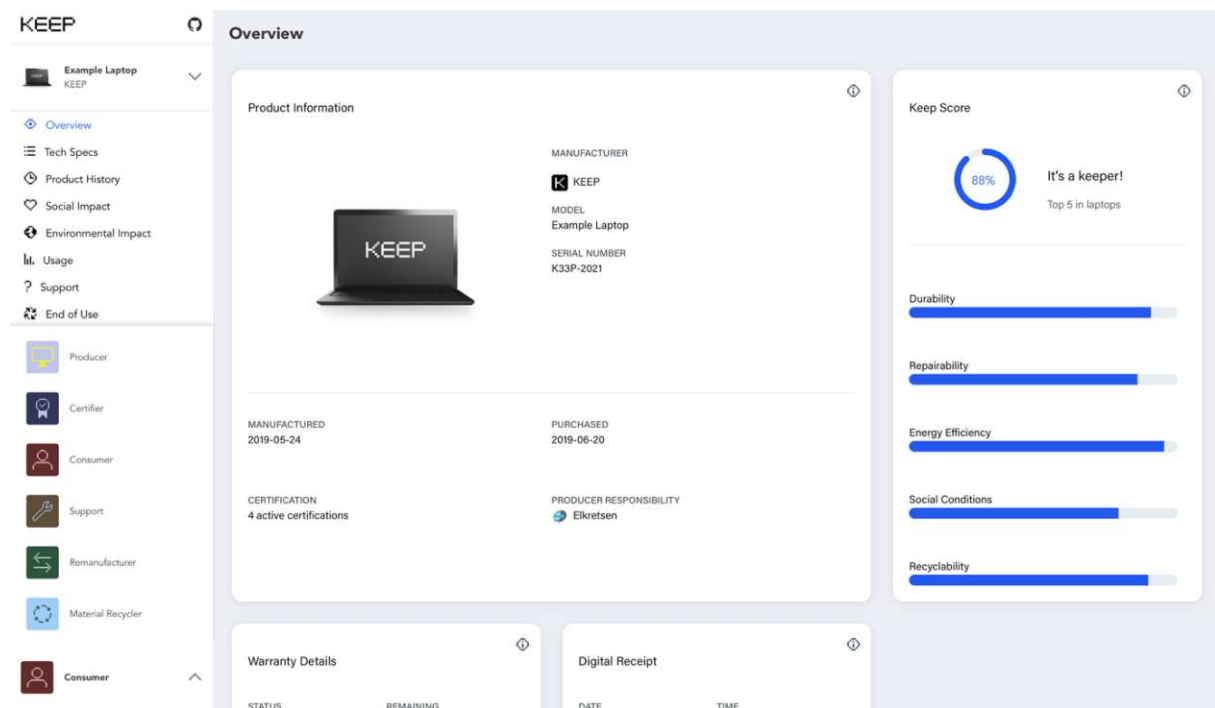 KEEP
Example Laptop
KEEP
Overview
Tech Specs
Product History
Social Impact
Environmental Impact
Usage
? Support
End of Use
Producer
Certifier
Consumer
Support
Remanufacturer
Material Recycler
Consumer
Overview
Product Information
KEEP
MANUFACTURER
K KEEP
MODEL
Example Laptop
SERIAL NUMBER
K33P-2021
MANUFACTURED
2019-05-24
PURCHASED
2019-06-20
CERTIFICATION
4 active certifications
PRODUCER RESPONSIBILITY
Elkretsen
Keep Score
88%
It's a keeper!
Top 5 in laptops
Durability
Repairability
Energy Efficiency
Social Conditions
Recyclability
Warranty Details
STATUS REMAINING
Digital Receipt
DATE TIME